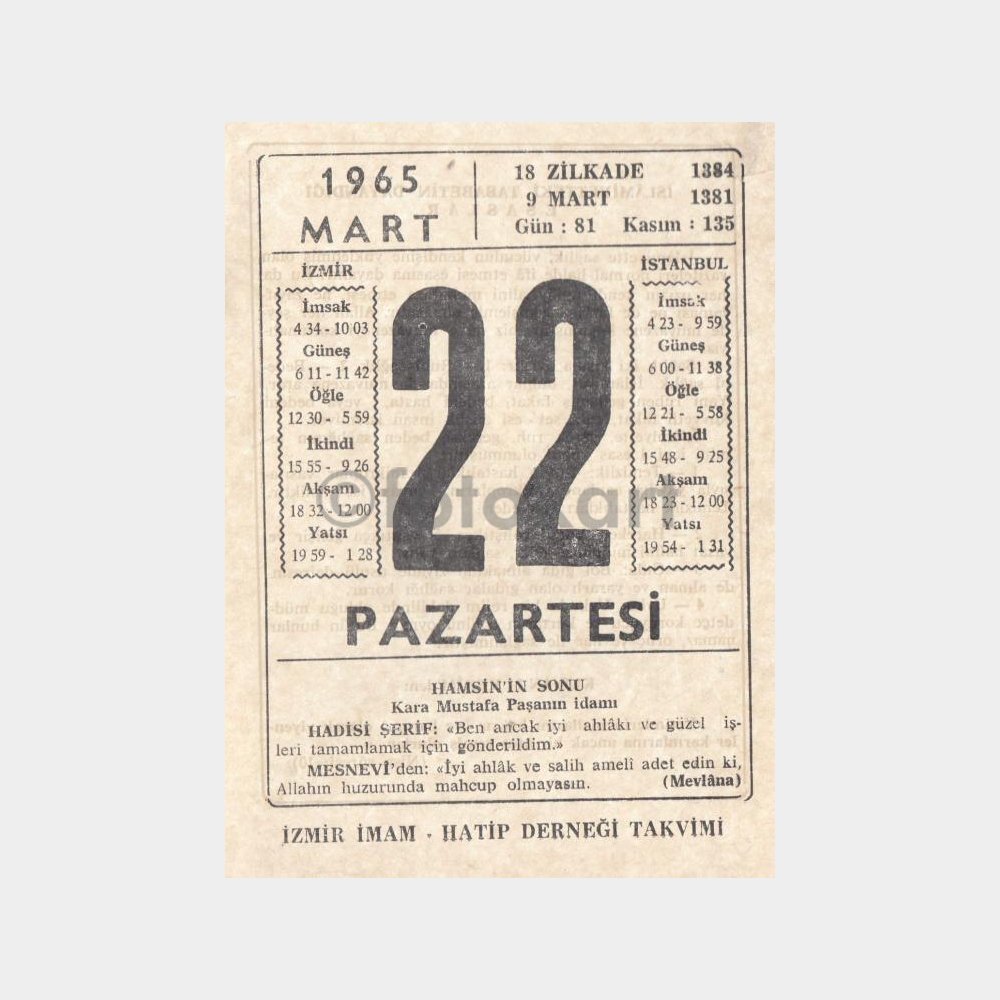 1965
MART
18 ZİLKADE 1384
9 MART 1381
Gün : 81 Kasım : 135
İZMİR
İmsak
4 34 - 10 03
Güneş
6 11 - 11 42
Öğle
12 30 - 5 59
İkindi
15 55 - 9 26
Akşam
18 32 - 12 00
Yatsı
19 59 - 1 28
22
İSTANBUL
İmsak
4 23 - 9 59
Güneş
6 00 - 11 38
Öğle
12 21 - 5 58
İkindi
15 48 - 9 25
Akşam
18 23 - 12 00
Yatsı
19 54 - 1 31
©fotokart
PAZARTESİ
HAMSİN'İN SONU
Kara Mustafa Paşanın idamı
HADİSİ ŞERİF: «Ben ancak iyi ahlâkı ve güzel iş-
leri tamamlamak için gönderildim.»
MESNEVİ'den: «İyi ahlâk ve salih ameli adet edin ki,
Allahın huzurunda mahcup olmayasın. (Mevlâna)
İZMİR İMAM - HATİP DERNEĞİ TAKVİMİ